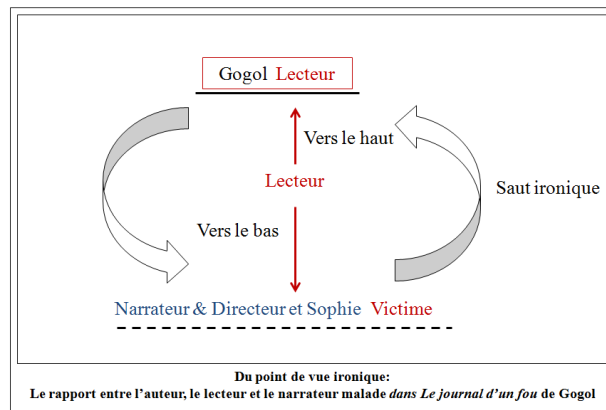 Gogol Lecteur
Vers le haut
Lecteur
Saut ironique
Vers le bas
Narrateur & Directeur et Sophie Victime
Du point de vue ironique:
Le rapport entre l'auteur, le lecteur et le narrateur malade dans Le journal d'un fou de Gogol